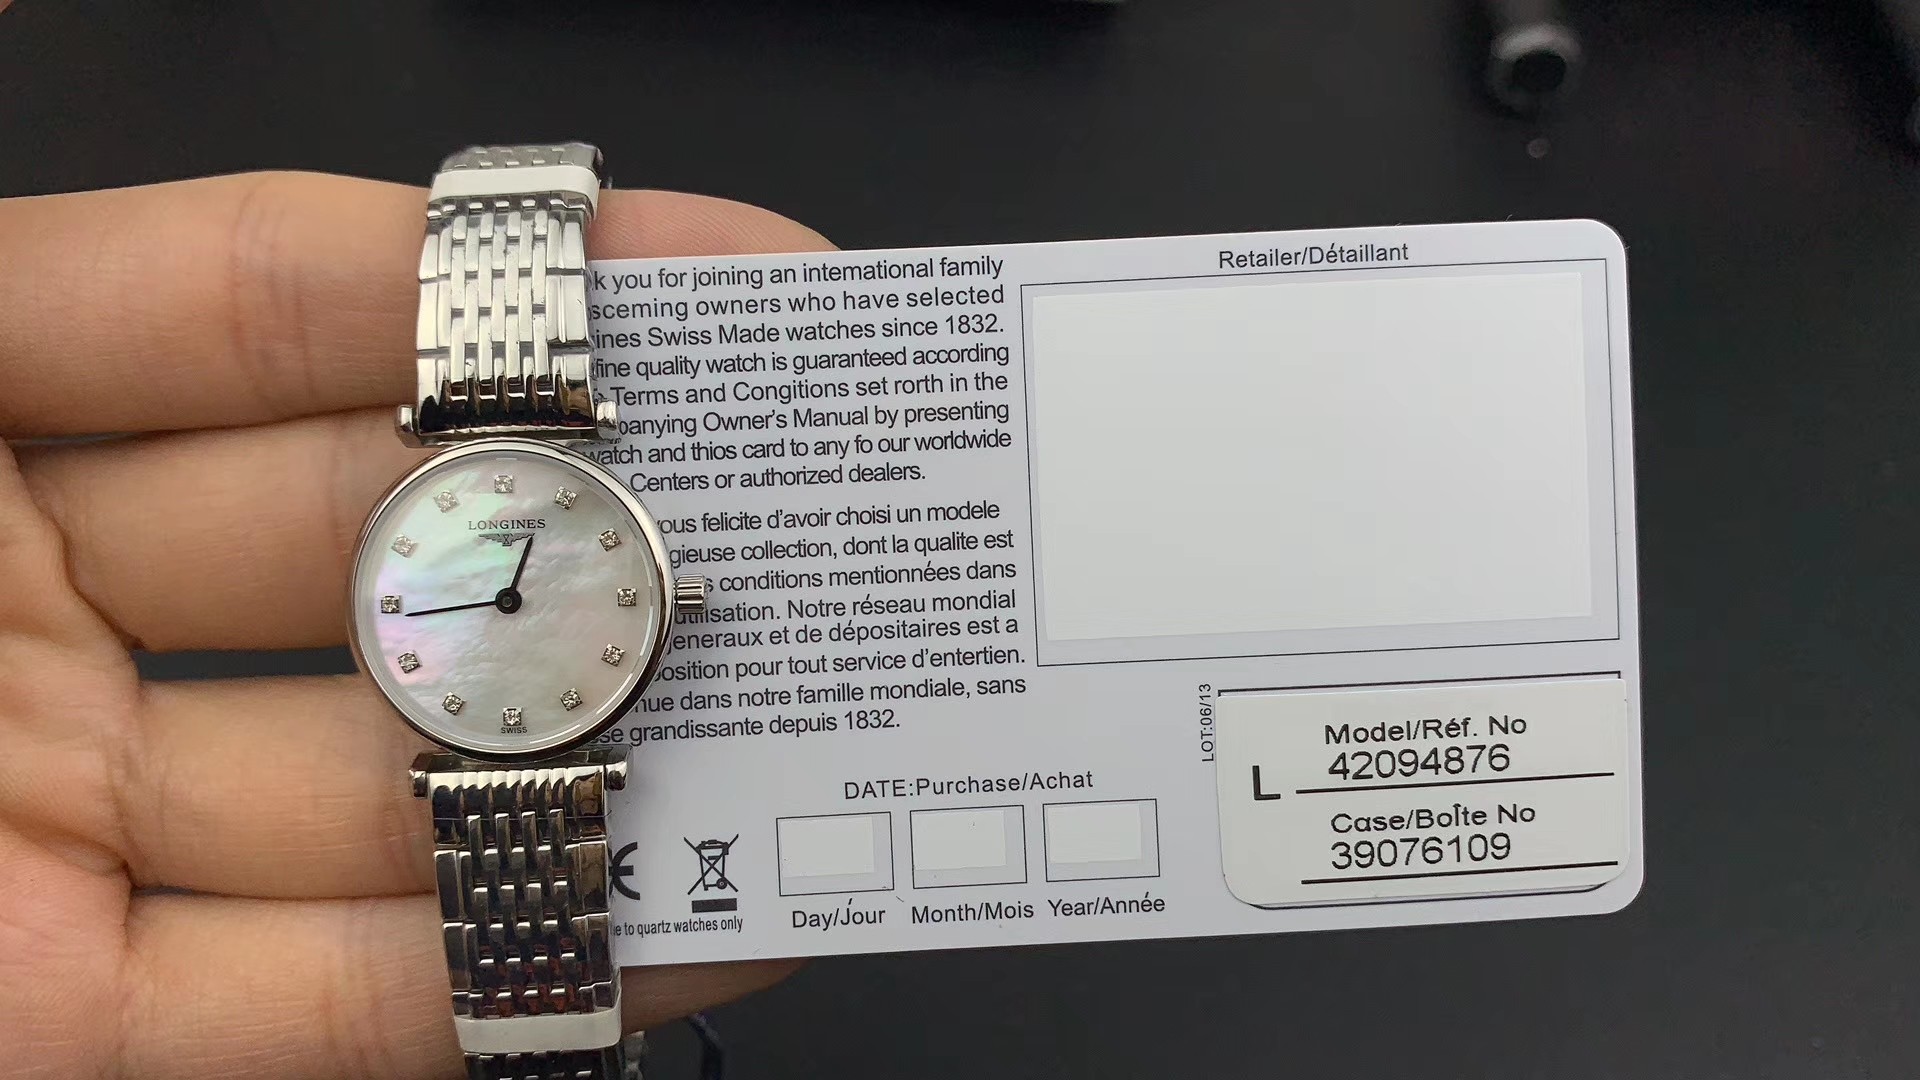 LONGINES
SWISS
k you for joining an international family
sceming owners who have selected
ines Swiss Made watches since 1832.
fine quality watch is guaranteed according
Terms and Congitions set rorth in the
panying Owner's Manual by presenting
watch and thios card to any fo our worldwide
Centers or authorized dealers.
vous felicite d'avoir choisi un modele
gieuse collection, dont la qualite est
s conditions mentionnées dans
utilisation. Notre réseau mondial
generaux et de dépositaires est a
position pour tout service d'entertien.
nue dans notre famille mondiale, sans
se grandissante depuis 1832.
Retailer/Détaillant
DATE:Purchase/Achat
Day/Jour Month/Mois Year/Année
CE
le to quartz watches only
LOT:06/13
L
Model/Réf. No
42094876
Case/Boîte No
39076109